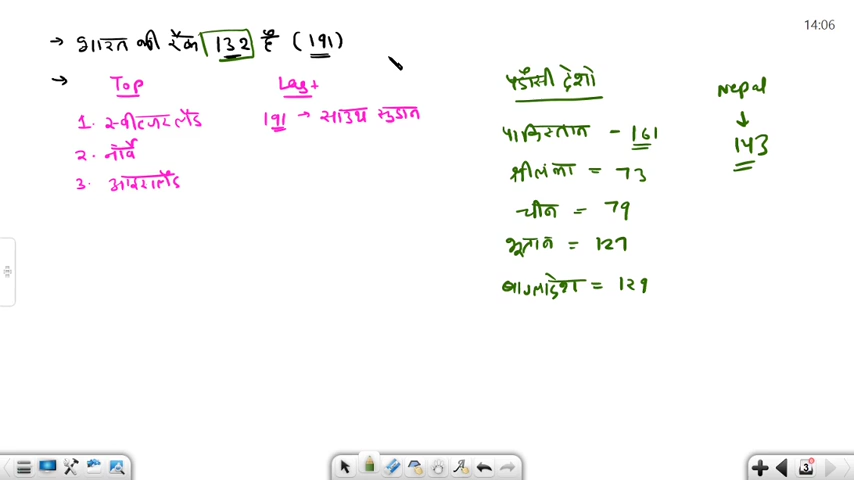 14:06
→ भारत की रैंक 132 है (191)
→ Top Last
1. स्वीटजरलैंड 191 → साउथ सुडान
2. नॉर्वे
3. आयरलैंड
पडौंसी देशो
पाकिस्तान - 161
श्रीलंका = 73
चीन = 79
भूतान = 127
बाग्लादेश = 129
Nepal
↓
143
3